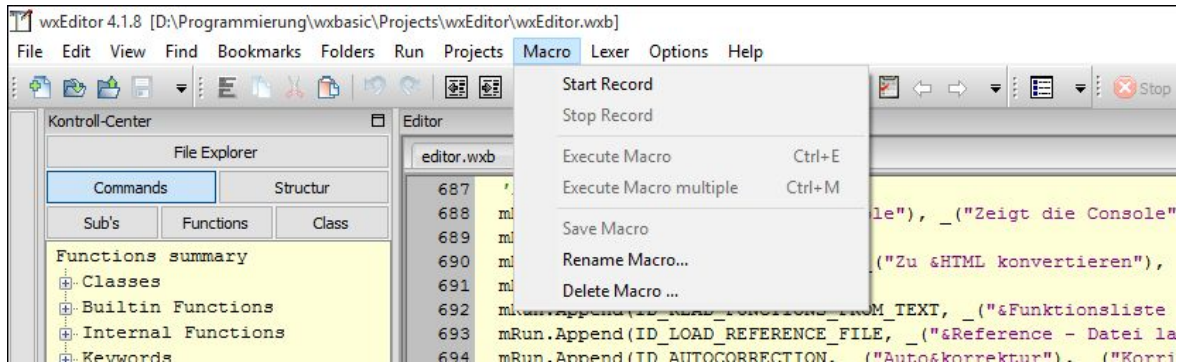 wxEditor 4.1.8 [D:\Programmierung\wxbasic\Projects\wxEditor\wxEditor.wxb]
File Edit View Find Bookmarks Folders Run Projects Macro Lexer Options Help
Stop
Kontroll-Center
Editor
File Explorer
editor.wxb
Commands Structur
Sub's Functions Class
Functions summary
Classes
Builtin Functions
Internal Functions
Keywords
Start Record
Stop Record
Execute Macro Ctrl+E
Execute Macro multiple Ctrl+M
Save Macro
Rename Macro...
Delete Macro ...
687 '
688 le"), _("Zeigt die Console"
689
690 ("Zu &HTML konvertieren"),
691
692 mRun.Append(ID_READ_FUNCTIONS_FROM_TEXT, _("&Funktionsliste
693 mRun.Append(ID_LOAD_REFERENCE_FILE, _("&Reference - Datei la
694 mRun.Append(ID_AUTOCORRECTION, _("Auto&korrektur"), _("Korri